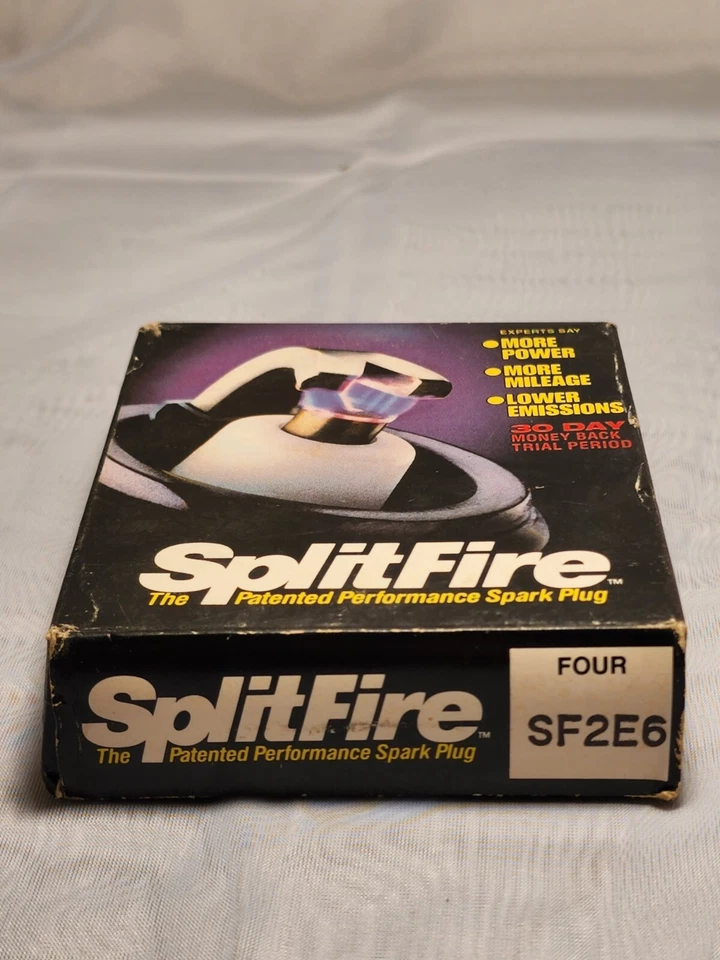 EXPERTS SAY
MORE
POWER
MORE
MILEAGE
LOWER
EMISSIONS
30 DAY
MONEY BACK
TRIAL PERIOD
SplitFire™
The Patented Performance Spark Plug
SplitFire™
The Patented Performance Spark Plug
FOUR
SF2E6